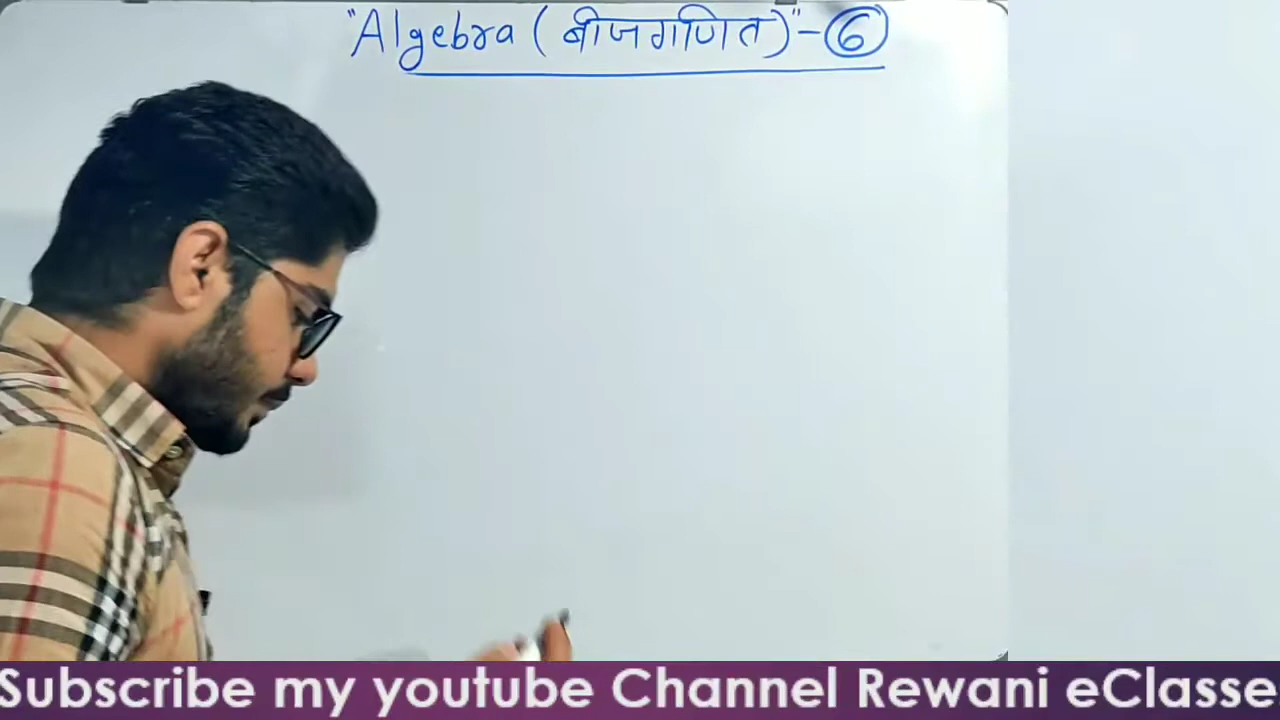 "Algebra (बीजगणित)"-6
Subscribe my youtube Channel Rewani eClasse